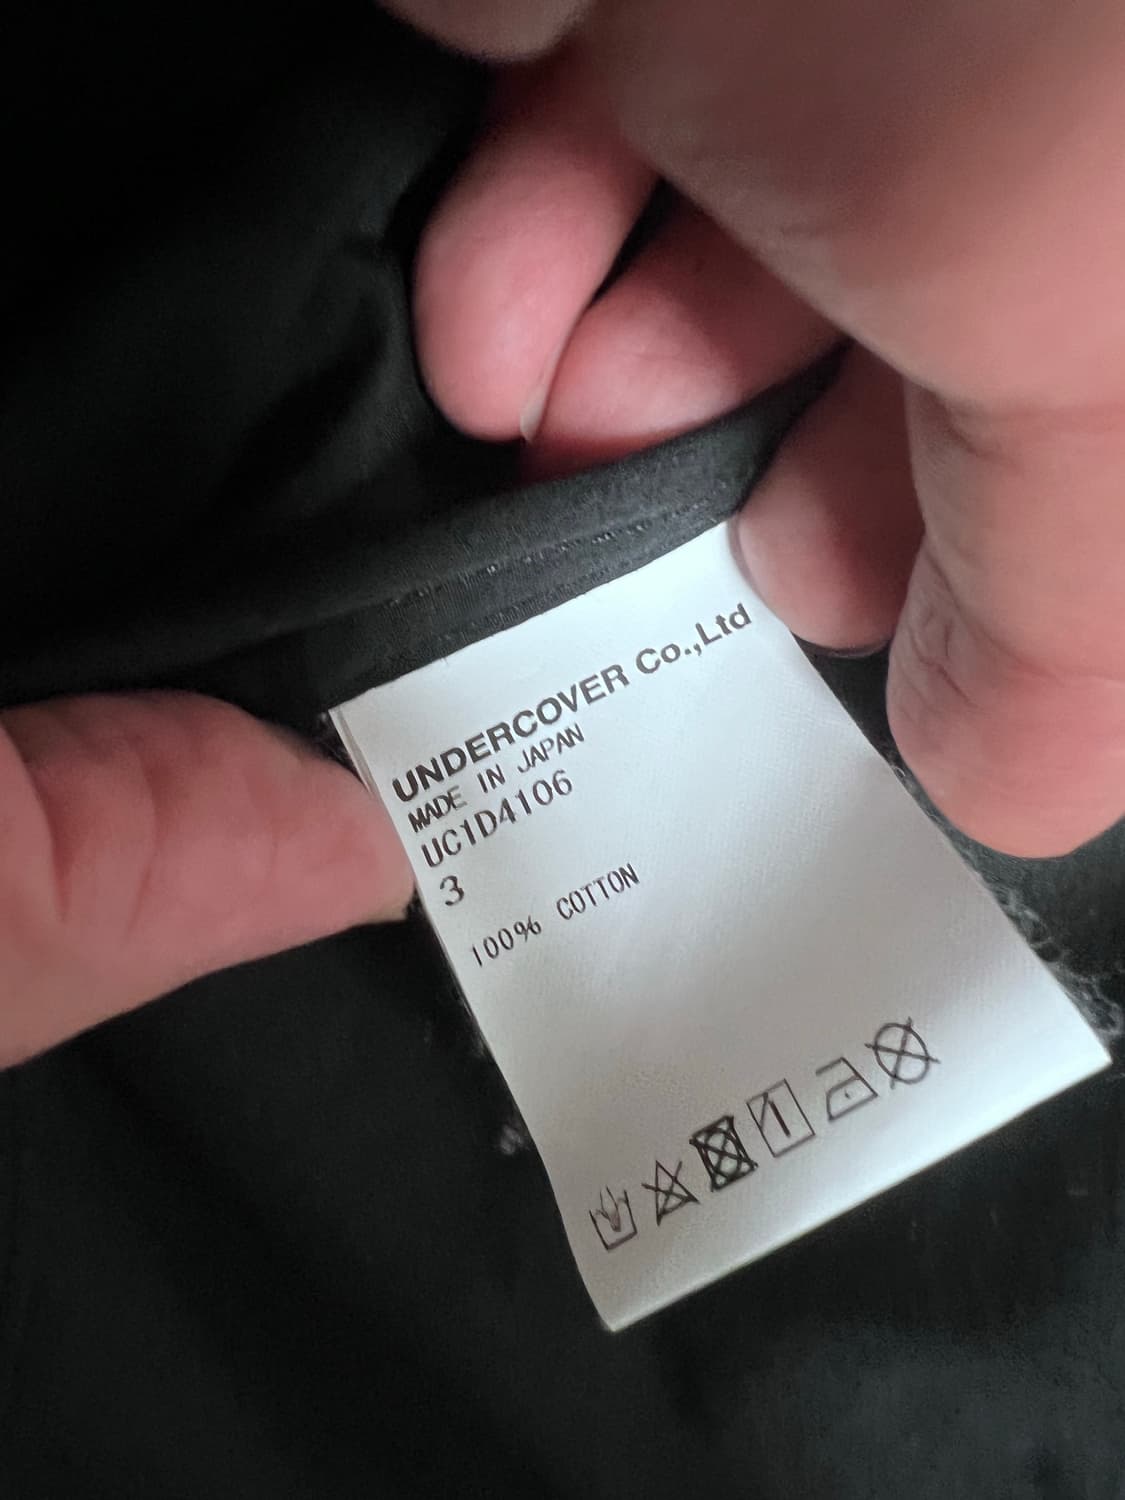 UNDERCOVER Co.,Ltd
MADE IN JAPAN
UC1D4106
3
100% COTTON